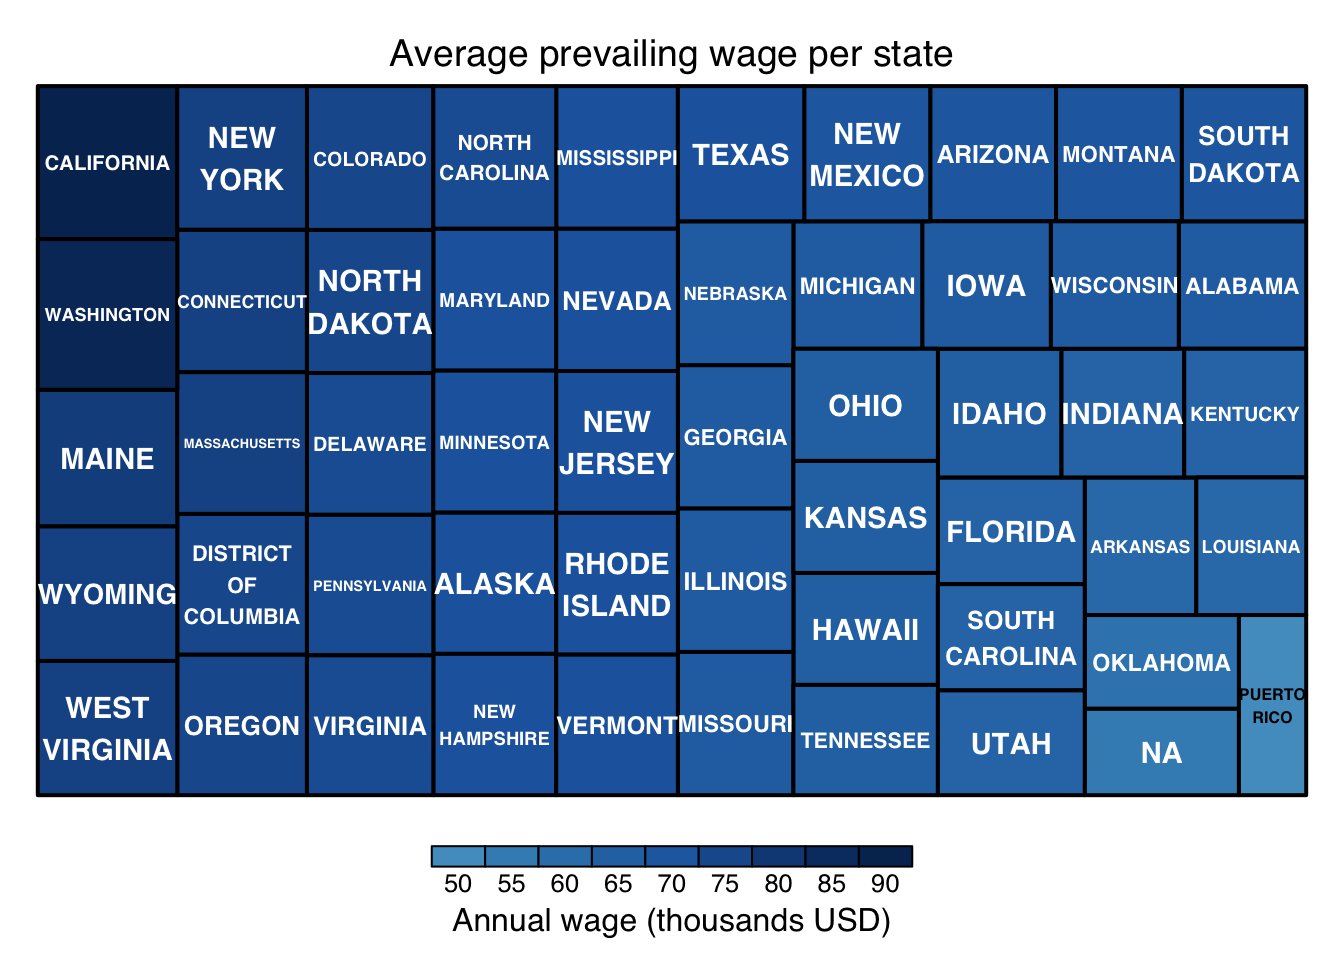 Average prevailing wage per state
CALIFORNIA
WASHINGTON
MAINE
WYOMING
WEST
VIRGINIA
NEW
YORK
CONNECTICUT
MASSACHUSETTS
DISTRICT
OF
COLUMBIA
OREGON
COLORADO
NORTH
DAKOTA
DELAWARE
PENNSYLVANIA
VIRGINIA
NORTH
CAROLINA
MARYLAND
MINNESOTA
ALASKA
NEW
HAMPSHIRE
MISSISSIPPI
NEVADA
NEW
JERSEY
RHODE
ISLAND
VERMONT
TEXAS
NEW
MEXICO
ARIZONA
MONTANA
SOUTH
DAKOTA
NEBRASKA
GEORGIA
ILLINOIS
MISSOURI
MICHIGAN
IOWA
WISCONSIN
ALABAMA
OHIO
KANSAS
HAWAII
TENNESSEE
IDAHO
INDIANA
KENTUCKY
FLORIDA
SOUTH
CAROLINA
UTAH
ARKANSAS
LOUISIANA
OKLAHOMA
NA
PUERTO
RICO
50 55 60 65 70 75 80 85 90
Annual wage (thousands USD)